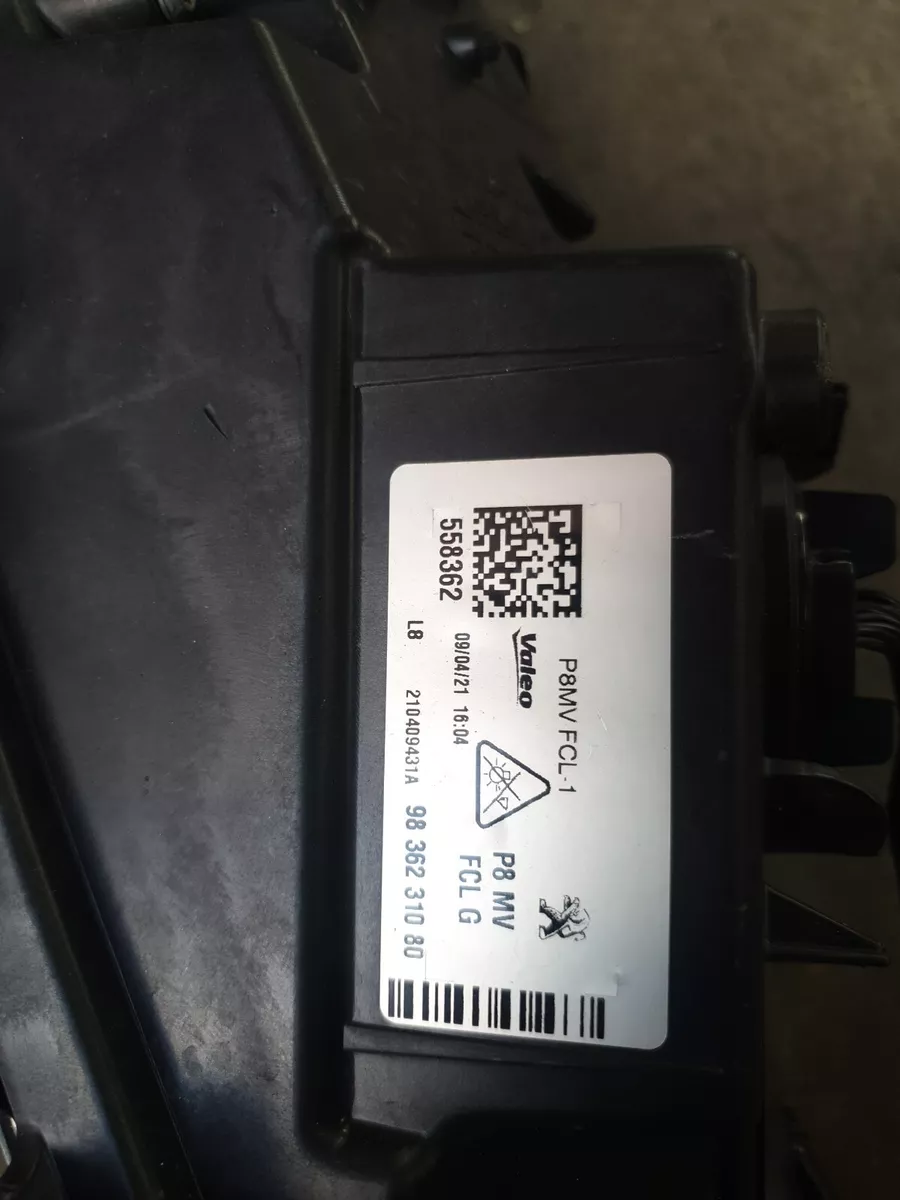 P8MV FCL-1
Valeo
P8 MV
FCL G
558362
09/04/21 16:04
L8
210409431A
98 362 310 80